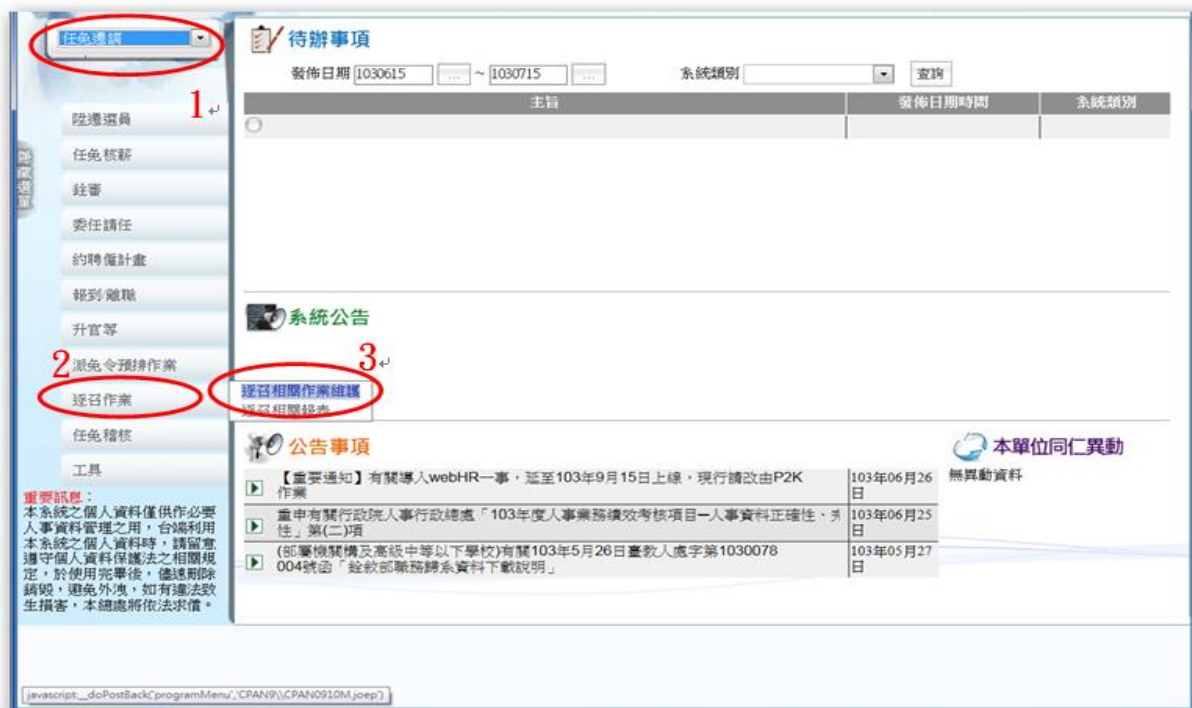 任免遷調
1
陞遷選員
任免核薪
銓審
委任請任
約聘僱計畫
報到/離職
升官等
派免令預排作業
2
逕召作業
任免稽核
工具
重要訊息：
本系統之個人資料僅供作必要
人事資料管理之用，台端利用
本系統之個人資料時，請留意
遵守個人資料保護法之相關規
定，於使用完畢後，儘速刪除
銷毀，避免外洩，如有違法致
生損害，本總處將依法求償。
待辦事項
發佈日期 1030615 ... ~ 1030715 ... 系統類別 查詢
主旨 發佈日期時間 系統類別
系統公告
3
逕召相關作業維護
逕召相關報表
公告事項
【重要通知】有關導入webHR一事，延至103年9月15日上線，現行請改由P2K
作業
103年06月26
日
重申有關行政院人事行政總處「103年度人事業務績效考核項目─人事資料正確性、
性」第(二)項
103年06月25
日
(部屬機關構及高級中等以下學校)有關103年5月26日臺教人處字第1030078
004號函「銓敘部職務歸系資料下載說明」
103年05月27
日
本單位同仁異動
無異動資料
javascript:__doPostBack('programMenu','CPAN9\\CPAN0910M.joep')